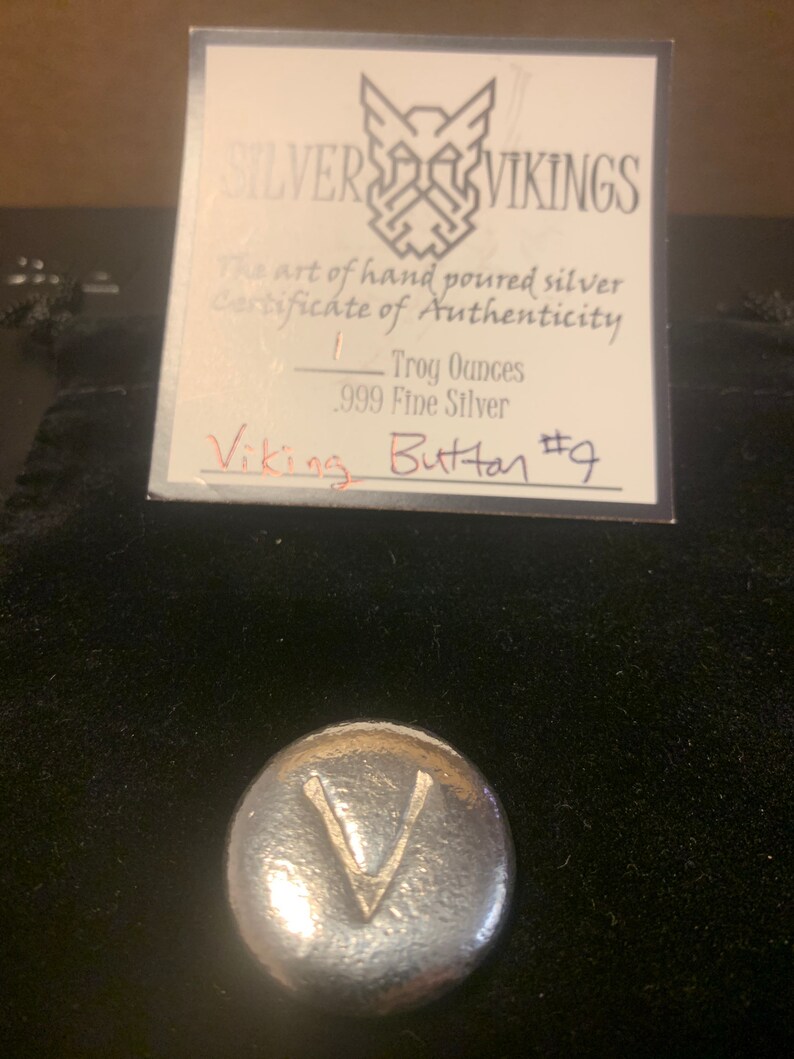 SILVER VIKINGS
The art of hand poured silver
Certificate of Authenticity
1 Troy Ounces
.999 Fine Silver
Viking Button #9
V